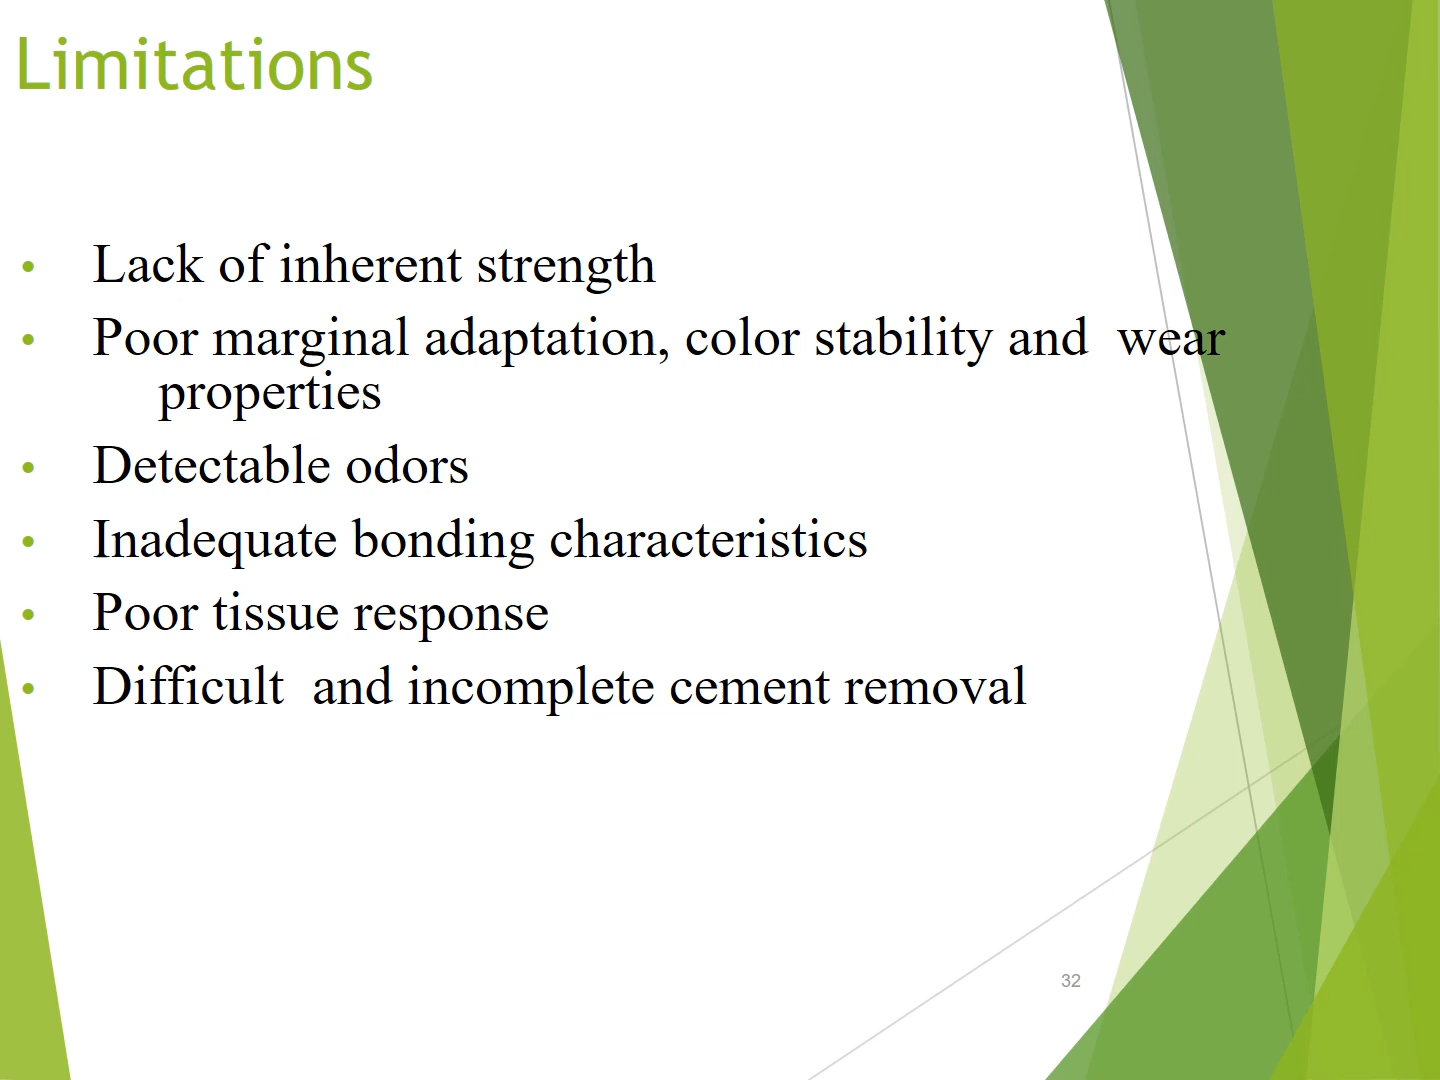 Limitations
• Lack of inherent strength
• Poor marginal adaptation, color stability and  wear
properties
• Detectable odors
• Inadequate bonding characteristics
• Poor tissue response
• Difficult  and incomplete cement removal
32